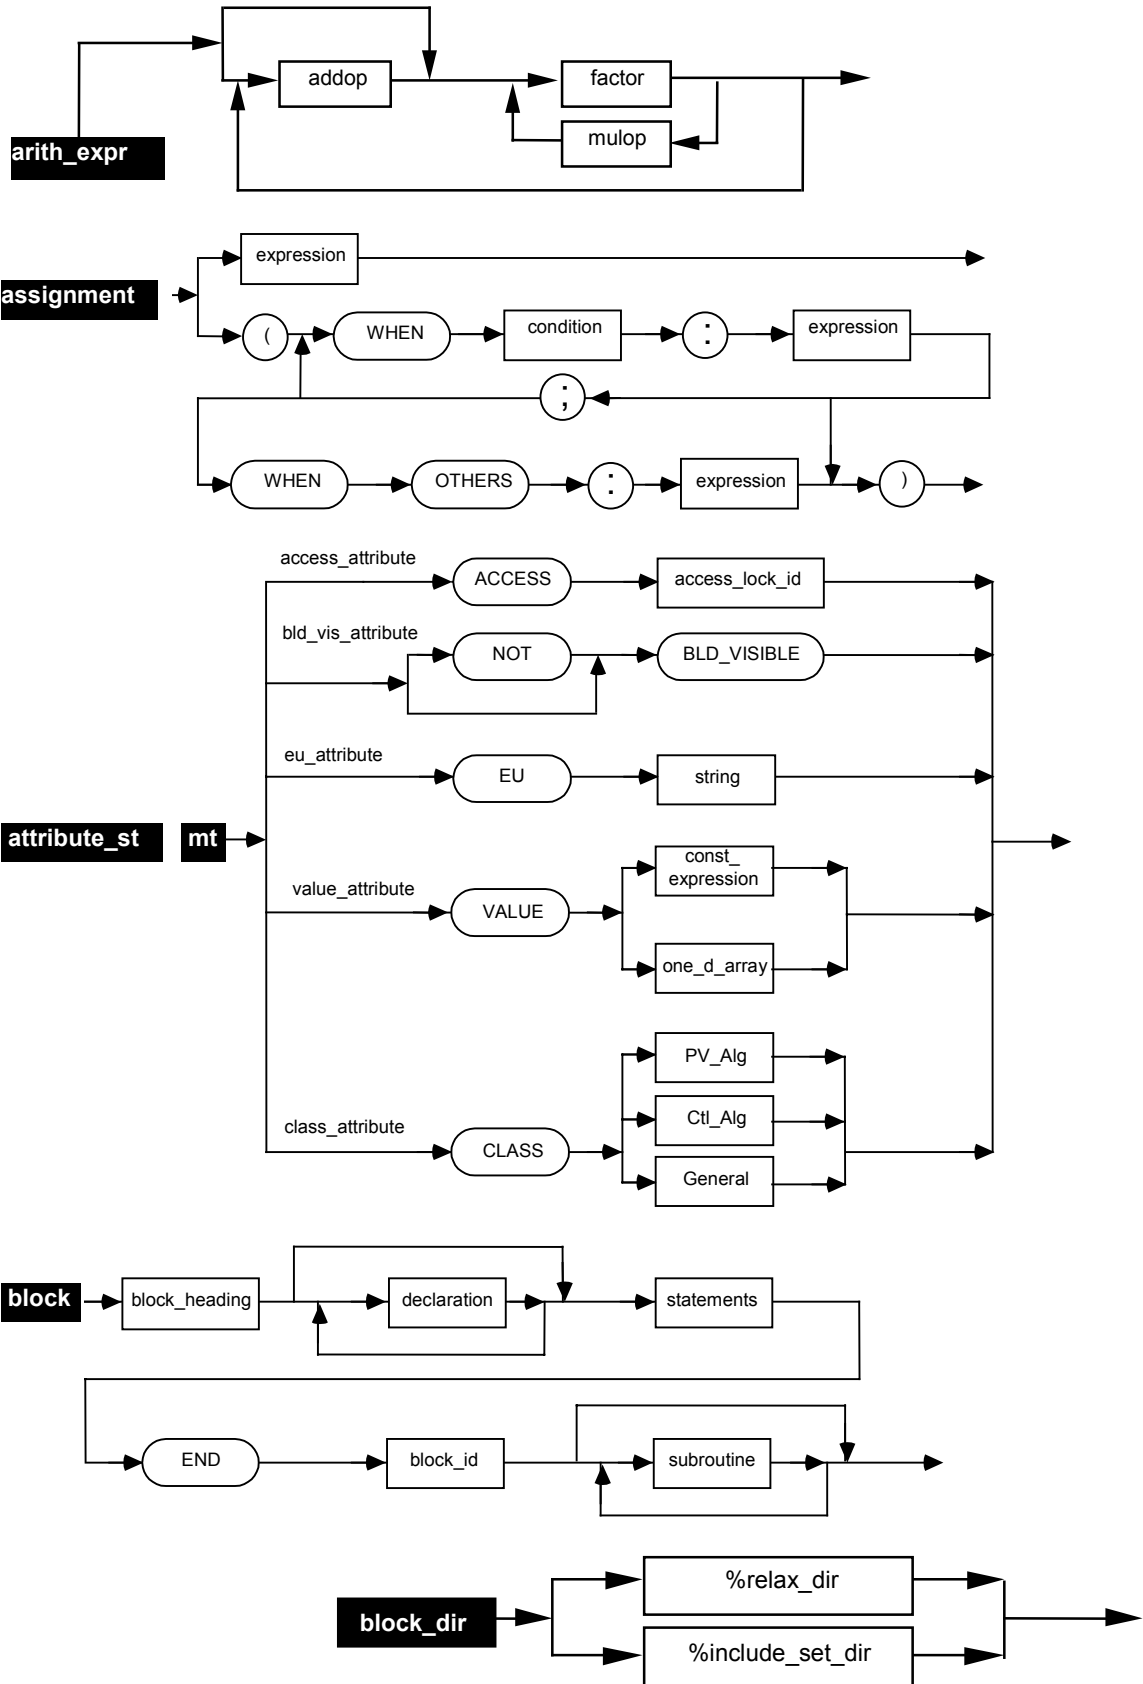 addop factor
mulop
arith_expr
expression
assignment
( WHEN condition : expression
;
WHEN OTHERS : expression )
access_attribute
ACCESS access_lock_id
bld_vis_attribute
NOT BLD_VISIBLE
eu_attribute
EU string
attribute_st mt
const_
expression
value_attribute
VALUE
one_d_array
PV_Alg
Ctl_Alg
class_attribute
CLASS
General
block block_heading declaration statements
END block_id subroutine
%relax_dir
block_dir
%include_set_dir